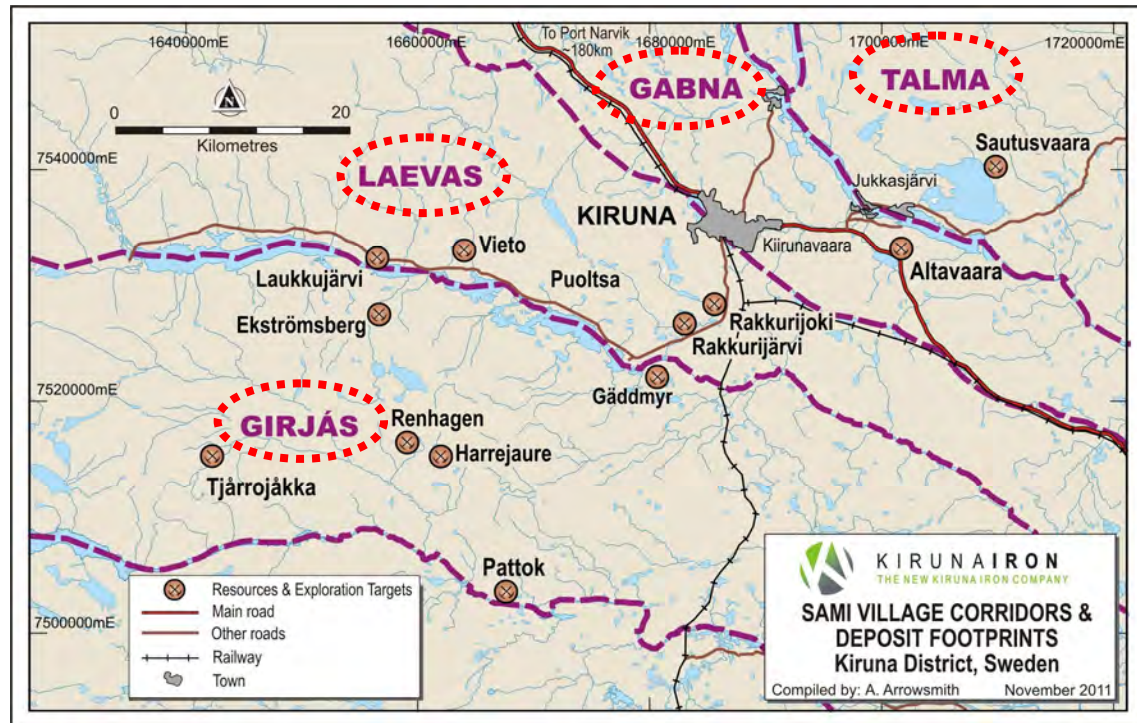 1640000mE
1660000mE
1680000mE
1700000mE
1720000mE
To Port Narvik
~180km
GABNA
TALMA
N
0
20
Kilometres
7540000mE
Sautusvaara
LAEVAS
Jukkasjärvi
KIRUNA
Kiirunavaara
Vieto
Altavaara
Laukkujärvi
Puoltsa
Ekströmsberg
Rakkurijoki
Rakkurijärvi
7520000mE
Gäddmyr
GIRJÁS
Renhagen
Harrejaure
Tjårrojåkka
Pattok
7500000mE
Resources & Exploration Targets
Main road
Other roads
Railway
Town
KIRUNAIRON
THE NEW KIRUNA IRON COMPANY
SAMI VILLAGE CORRIDORS &
DEPOSIT FOOTPRINTS
Kiruna District, Sweden
Compiled by: A. Arrowsmith November 2011